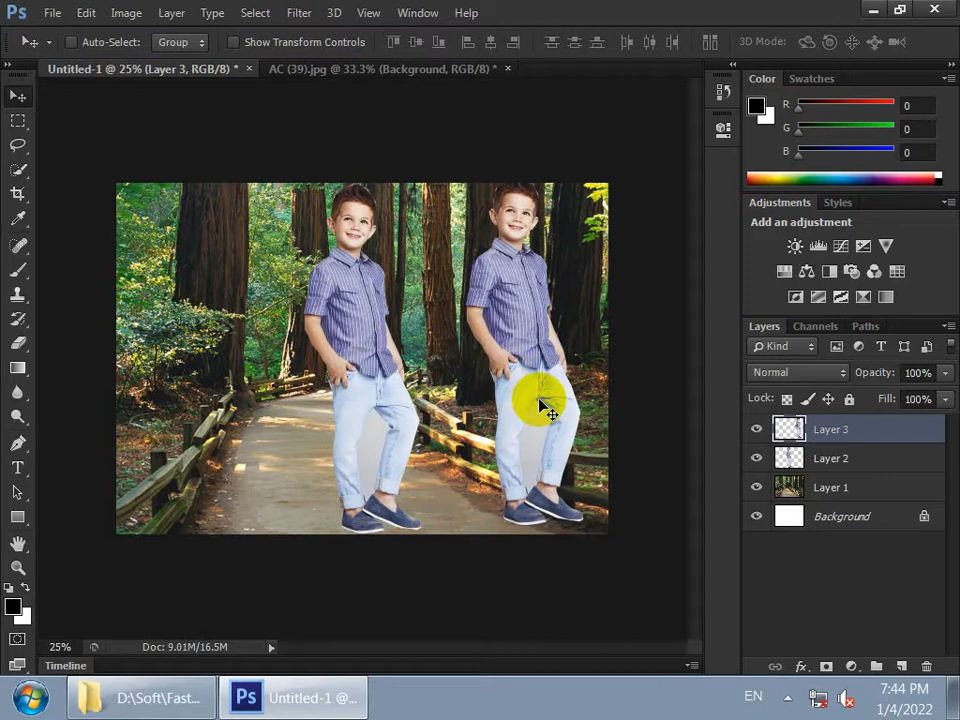 Ps File Edit Image Layer Type Select Filter 3D View Window Help
Auto-Select: Group Show Transform Controls 3D Mode:
Untitled-1 @ 25% (Layer 3, RGB/8) * × AC (39).jpg @ 33.3% (Background, RGB/8) * ×
Color Swatches
R 0
G 0
B 0
Adjustments Styles
Add an adjustment
Layers Channels Paths
Kind
Normal Opacity: 100%
Lock: Fill: 100%
Layer 3
Layer 2
Layer 1
Background
25% Doc: 9.01M/16.5M
Timeline
D:\Soft\Fast... Ps Untitled-1 @... EN 7:44 PM
1/4/2022